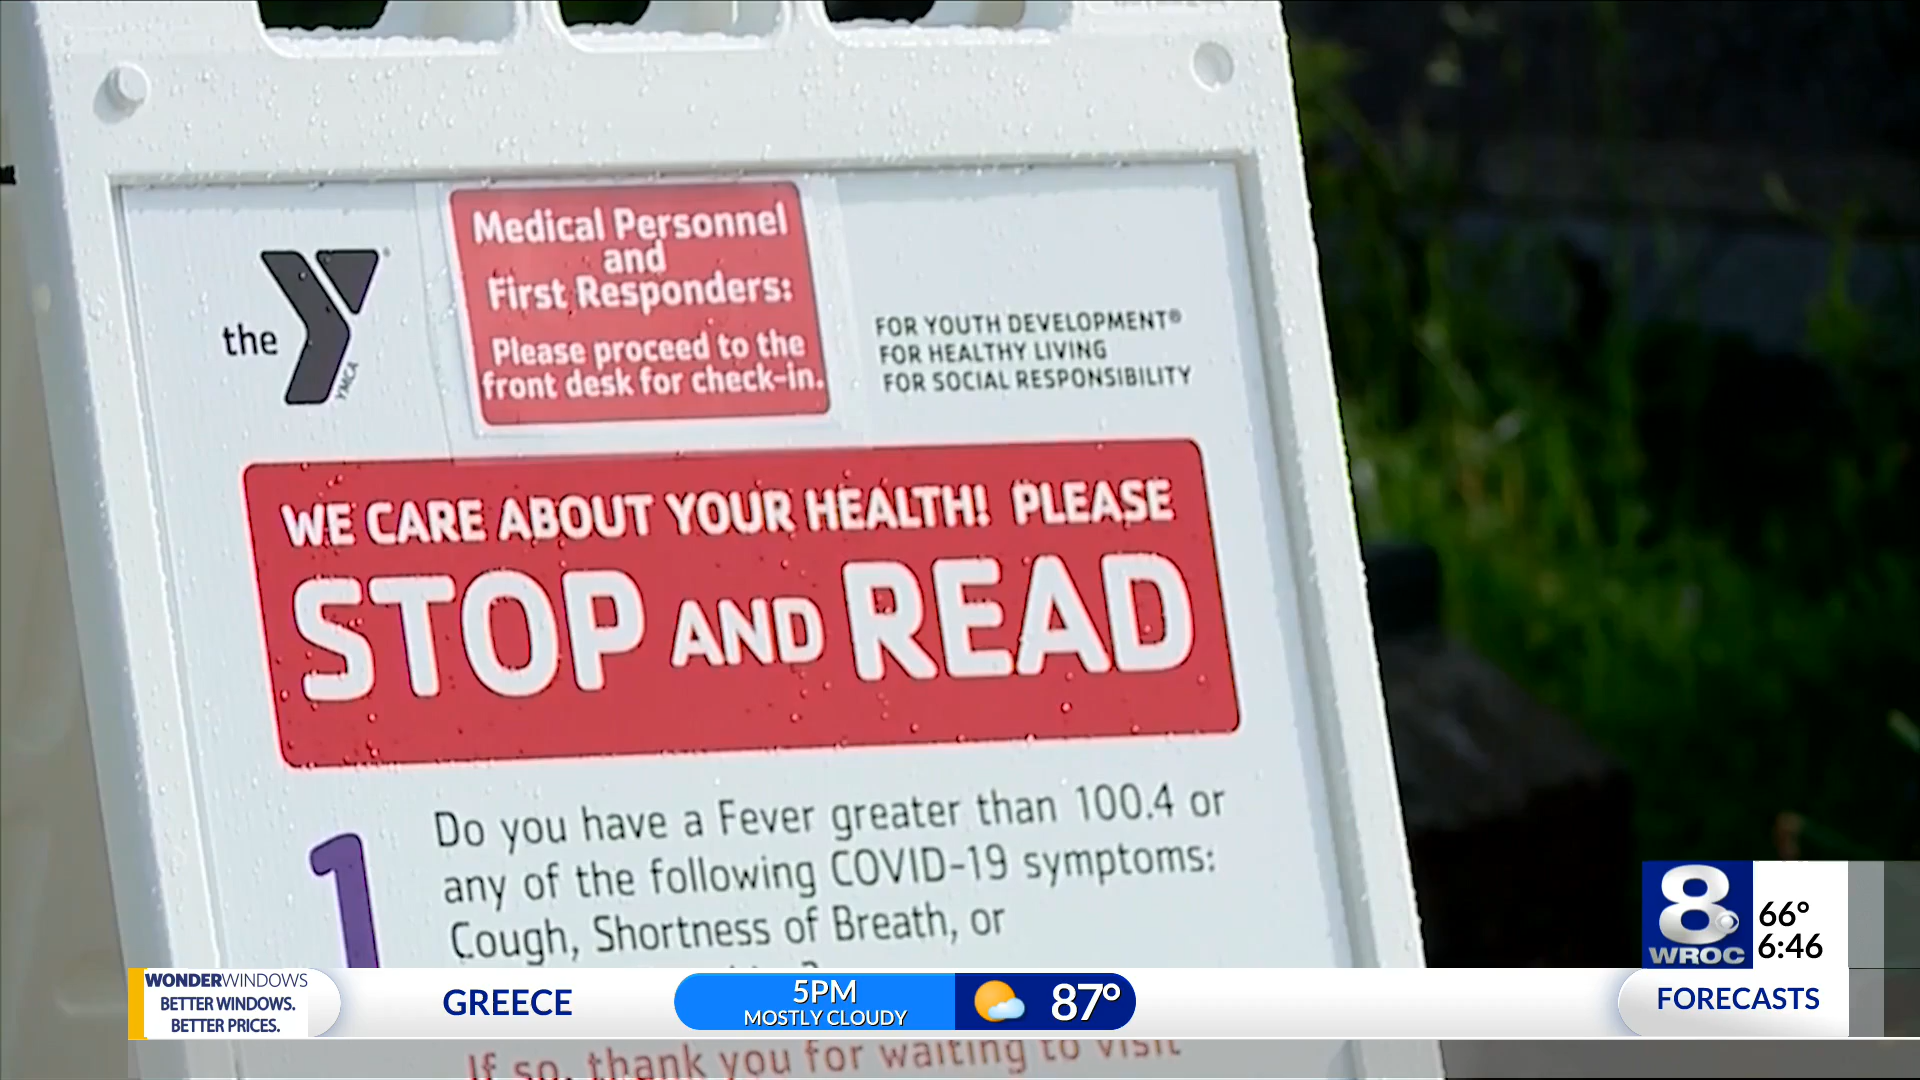 Medical Personnel
and
First Responders:
Please proceed to the
front desk for check-in.
the
YMCA
®
FOR YOUTH DEVELOPMENT®
FOR HEALTHY LIVING
FOR SOCIAL RESPONSIBILITY
WE CARE ABOUT YOUR HEALTH! PLEASE
STOP AND READ
1
Do you have a Fever greater than 100.4 or
any of the following COVID-19 symptoms:
Cough, Shortness of Breath, or
If so, thank you for waiting to visit
8
WROC
66°
6:46
WONDERWINDOWS
BETTER WINDOWS.
BETTER PRICES.
GREECE
5PM
MOSTLY CLOUDY
87°
FORECASTS